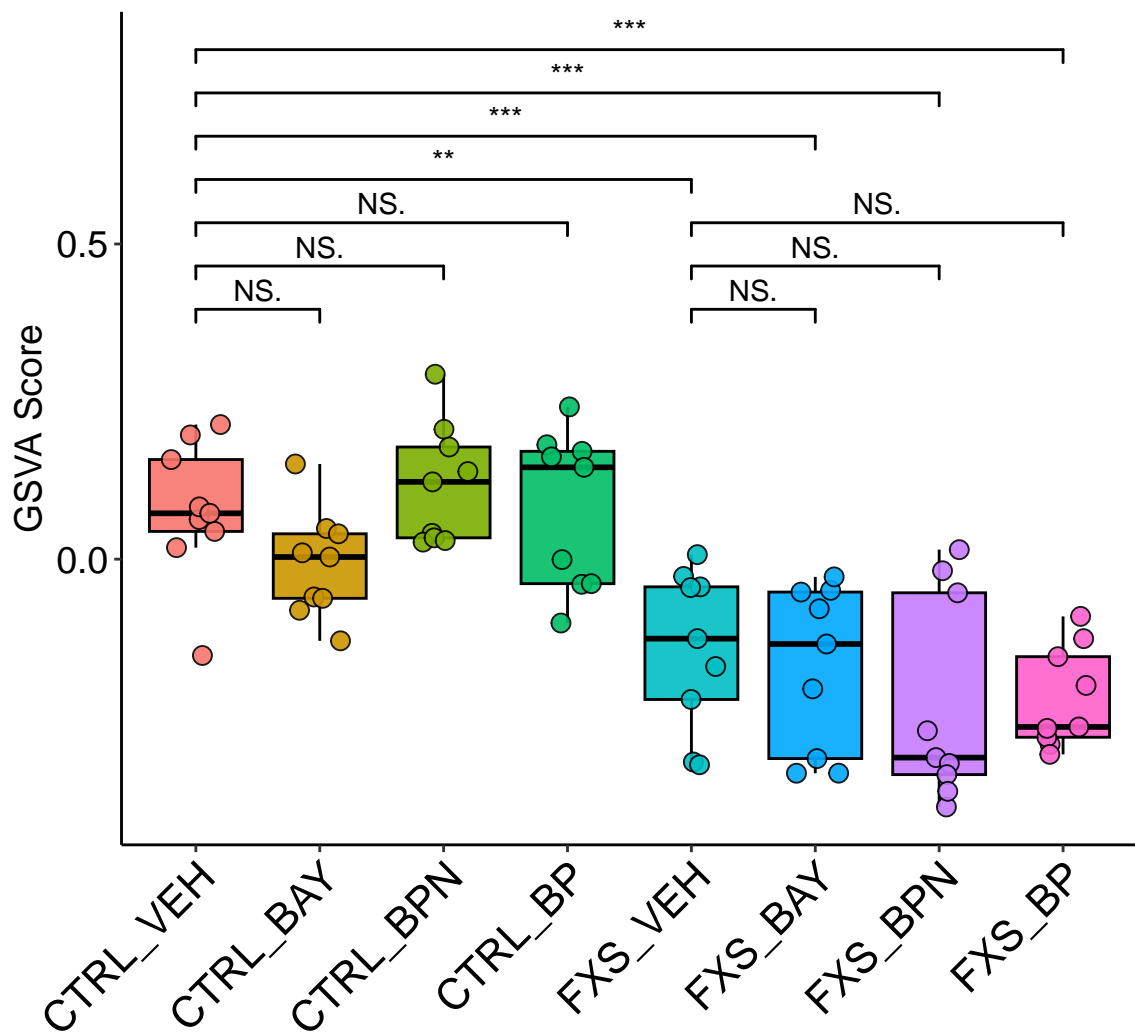 ***
***
***
**
NS.
NS.
NS.
NS.
NS.
NS.
0.5
0.0
GSVA Score
CTRL_VEH
CTRL_BAY
CTRL_BPN
CTRL_BP
FXS_VEH
FXS_BAY
FXS_BPN
FXS_BP